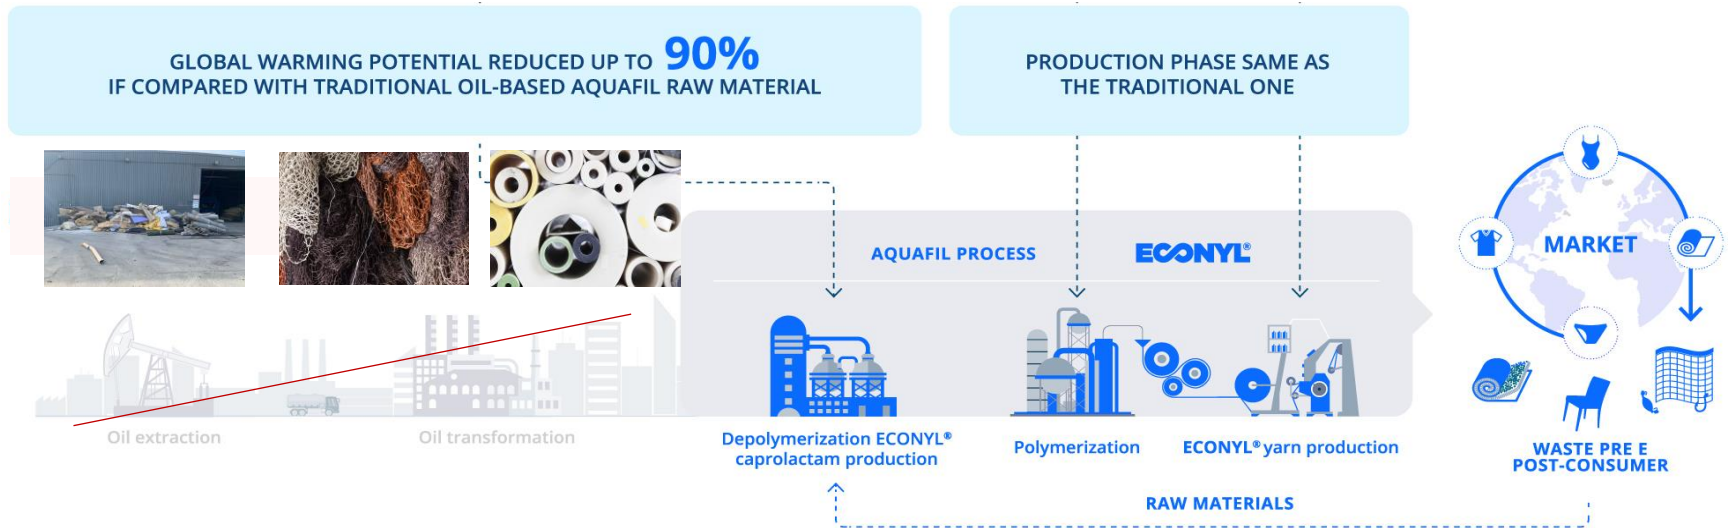 GLOBAL WARMING POTENTIAL REDUCED UP TO 90%
IF COMPARED WITH TRADITIONAL OIL-BASED AQUAFIL RAW MATERIAL
PRODUCTION PHASE SAME AS
THE TRADITIONAL ONE
AQUAFIL PROCESS
ECONYL®
MARKET
Oil extraction
Oil transformation
Depolymerization ECONYL®
caprolactam production
Polymerization
ECONYL® yarn production
WASTE PRE E
POST-CONSUMER
RAW MATERIALS